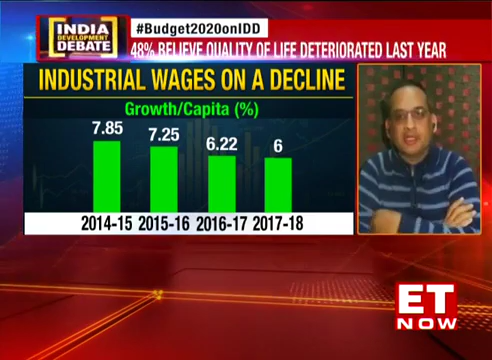 INDIA
DEVELOPMENT
DEBATE
#Budget2020onIDD
48% BELIEVE QUALITY OF LIFE DETERIORATED LAST YEAR
INDUSTRIAL WAGES ON A DECLINE
Growth/Capita (%)
7.85 7.25 6.22 6
2014-15 2015-16 2016-17 2017-18
ET
NOW